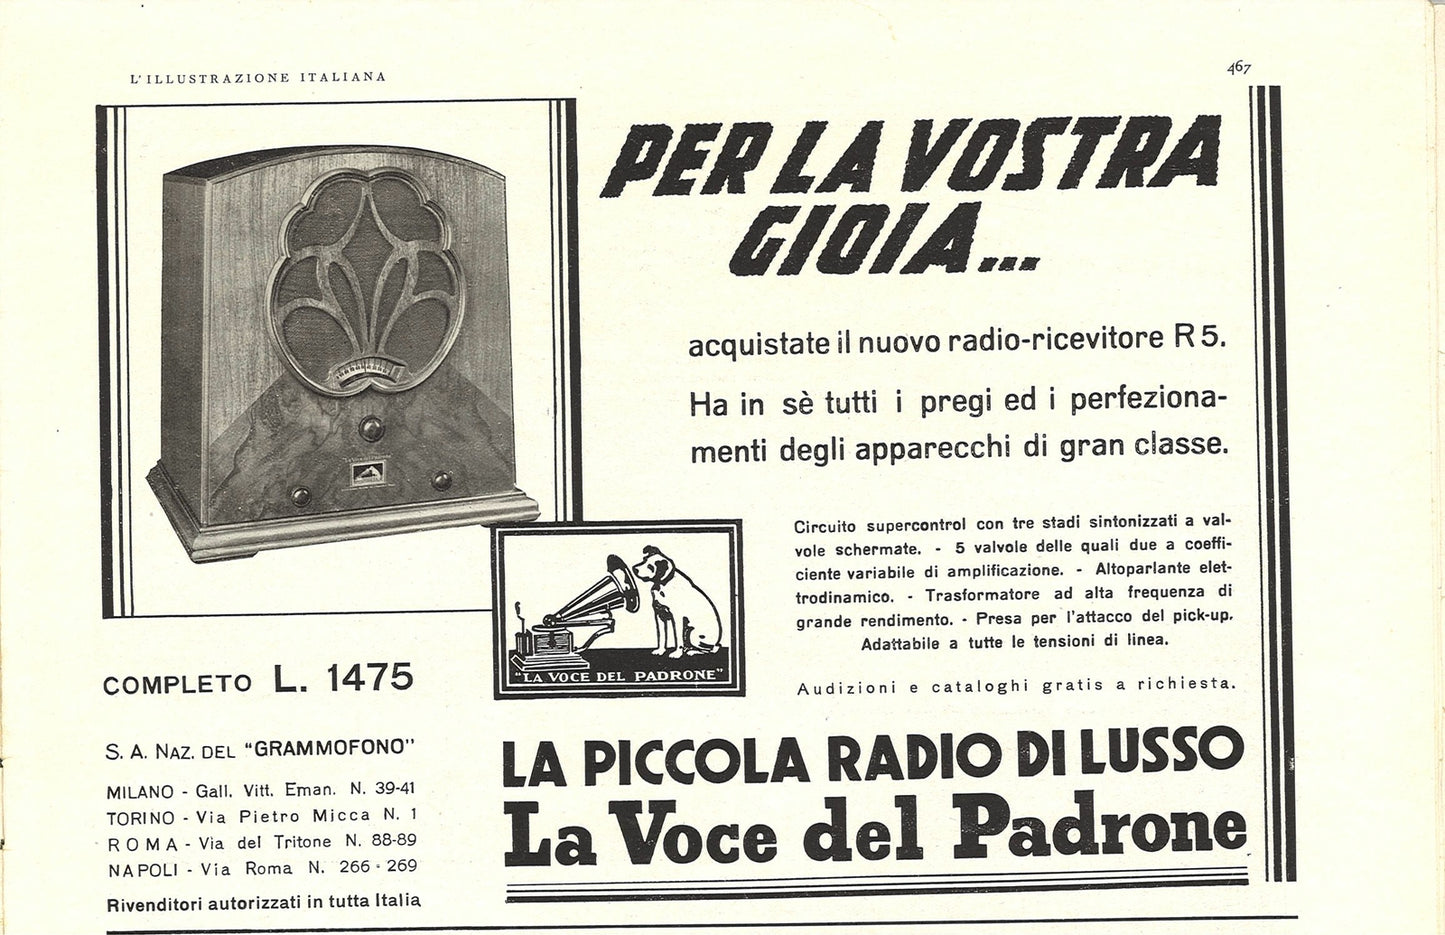 L'ILLUSTRAZIONE ITALIANA
467
PER LA VOSTRA
GIOIA...
acquistate il nuovo radio-ricevitore R 5.
Ha in sè tutti i pregi ed i perfeziona-
menti degli apparecchi di gran classe.
Circuito supercontrol con tre stadi sintonizzati a val-
vole schermate. - 5 valvole delle quali due a coeffi-
ciente variabile di amplificazione. - Altoparlante elet-
trodinamico. - Trasformatore ad alta frequenza di
grande rendimento. - Presa per l'attacco del pick-up.
Adattabile a tutte le tensioni di linea.
Audizioni e cataloghi gratis a richiesta.
"LA VOCE DEL PADRONE"
COMPLETO L. 1475
S. A. NAZ. DEL "GRAMMOFONO"
MILANO - Gall. Vitt. Eman. N. 39-41
TORINO - Via Pietro Micca N. 1
ROMA - Via del Tritone N. 88-89
NAPOLI - Via Roma N. 266 - 269
Rivenditori autorizzati in tutta Italia
LA PICCOLA RADIO DI LUSSO
La Voce del Padrone